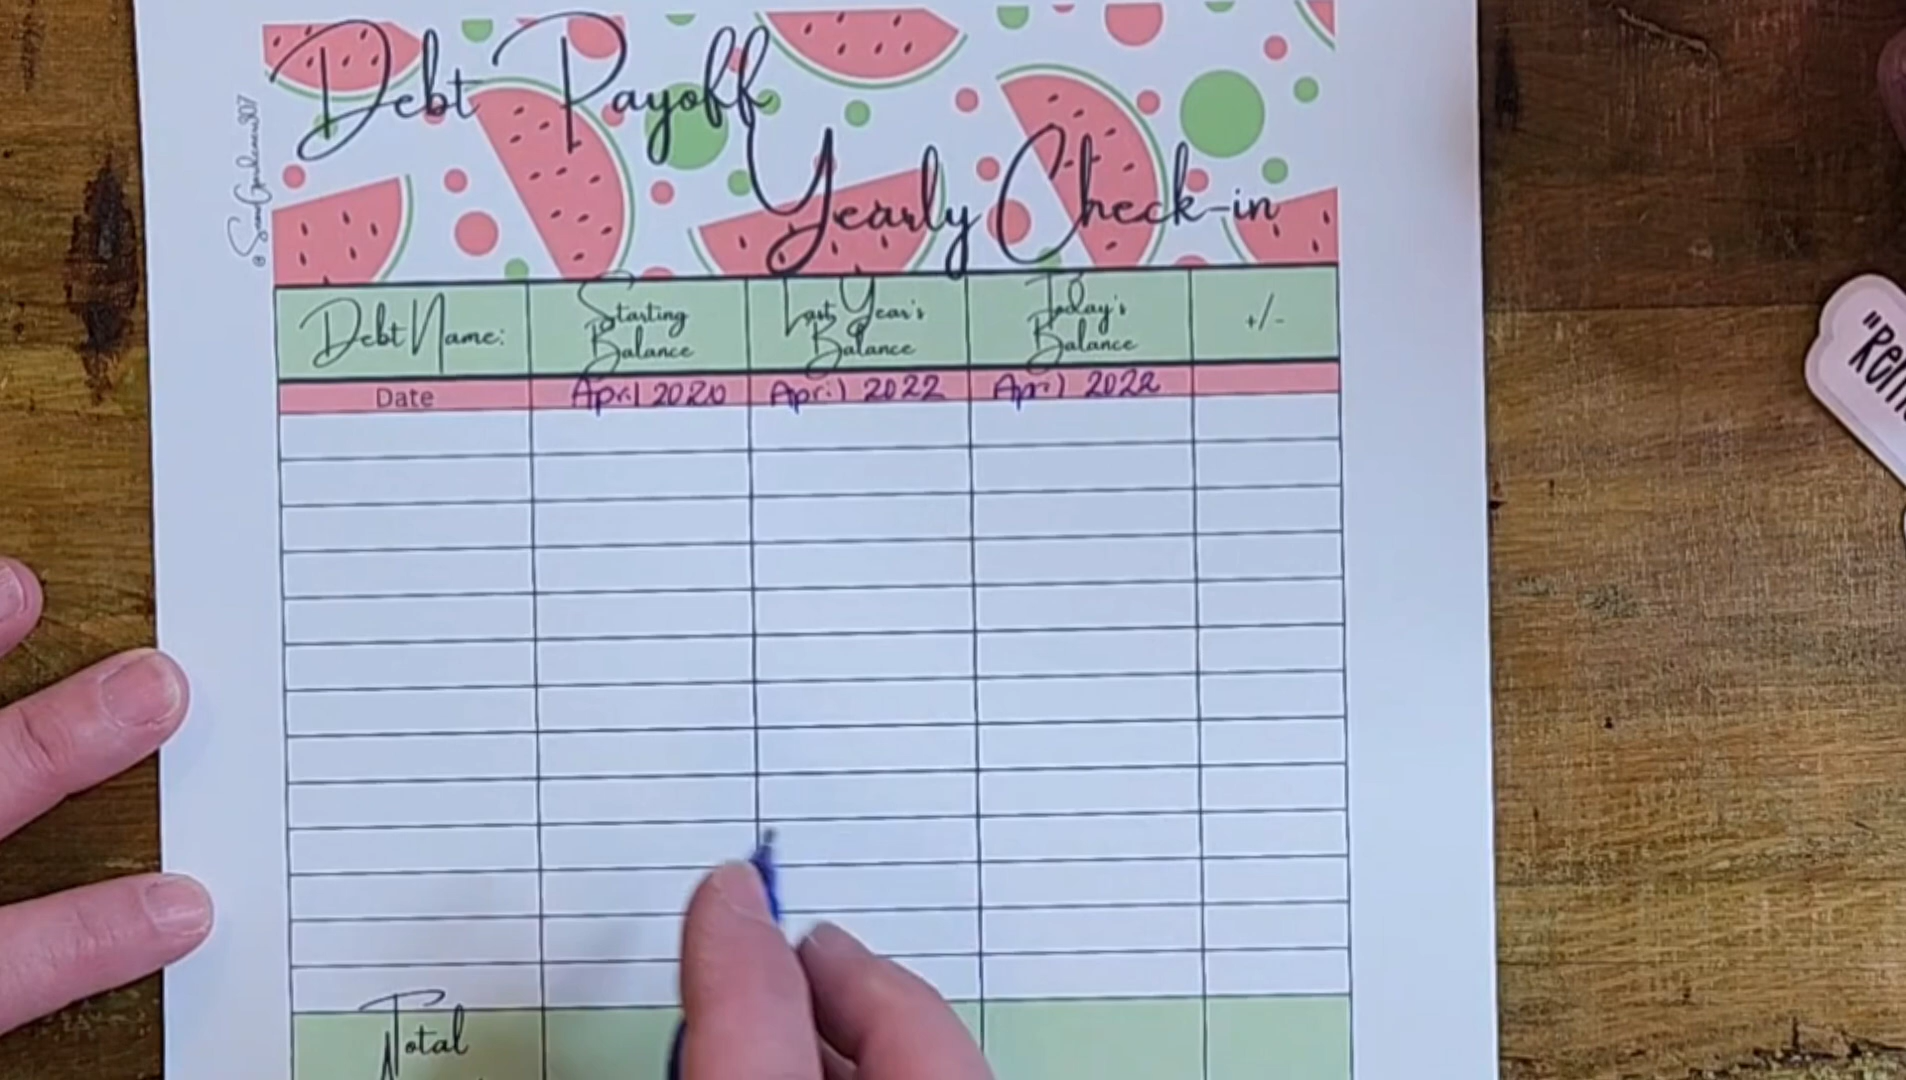 Debt Payoff
Yearly Check-in
Debt Name: Starting Balance Last Year's Balance Today's Balance +/-
Date April 2020 April 2022 April 2022
Total
"Rem